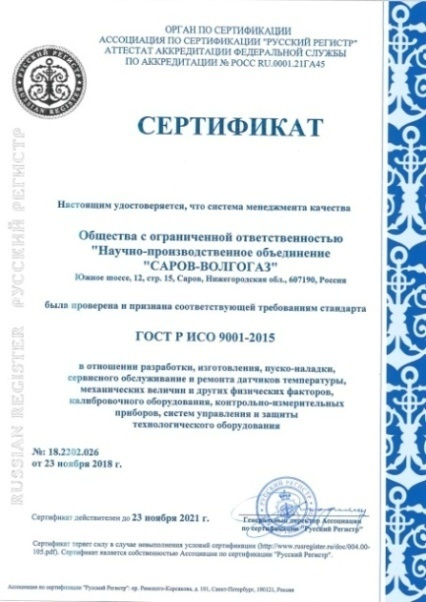 ОРГАН ПО СЕРТИФИКАЦИИ
АССОЦИАЦИЯ ПО СЕРТИФИКАЦИИ "РУССКИЙ РЕГИСТР"
АТТЕСТАТ АККРЕДИТАЦИИ ФЕДЕРАЛЬНОЙ СЛУЖБЫ
ПО АККРЕДИТАЦИИ № РОСС RU.0001.21ГА45
РУССКИЙ РЕГИСТР
RUSSIAN REGISTER
СЕРТИФИКАТ
Настоящим удостоверяется, что система менеджмента качества
Общества с ограниченной ответственностью
"Научно-производственное объединение
"САРОВ-ВОЛГОГАЗ"
Южное шоссе, 12, стр. 15, Саров, Нижегородская обл., 607190, Россия
была проверена и признана соответствующей требованиям стандарта
ГОСТ Р ИСО 9001-2015
в отношении разработки, изготовления, пуско-наладки,
сервисного обслуживание и ремонта датчиков температуры,
механических величин и других физических факторов,
калибровочного оборудования, контрольно-измерительных
приборов, систем управления и защиты
технологического оборудования
№: 18.2202.026
от 23 ноября 2018 г.
Сертификат действителен до 23 ноября 2021 г.
Генеральный директор Ассоциации
по сертификации "Русский Регистр"
Сертификат теряет силу в случае невыполнения условий сертификации (http://www.rusregister.ru/doc/004.00-
105.pdf). Сертификат является собственностью Ассоциации по сертификации "Русский Регистр".
Ассоциация по сертификации "Русский Регистр": пр. Римского-Корсакова, д. 101, Санкт-Петербург, 190121, Россия
RUSSIAN REGISTER РУССКИЙ РЕГИСТР